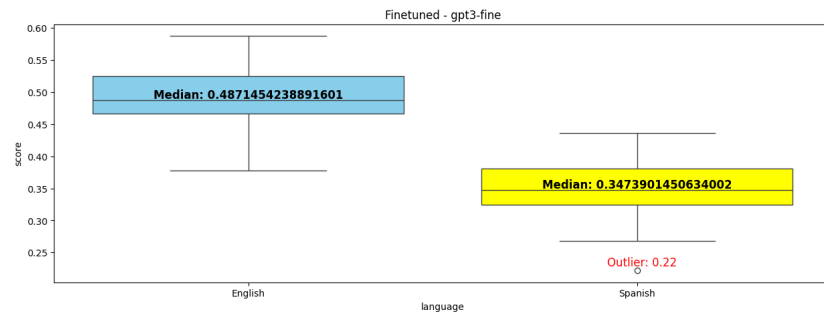 Finetuned - gpt3-fine
0.60
0.55
0.50
0.45
0.40
0.35
0.30
0.25
score
Median: 0.4871454238891601
Median: 0.3473901450634002
Outlier: 0.22
English
Spanish
language